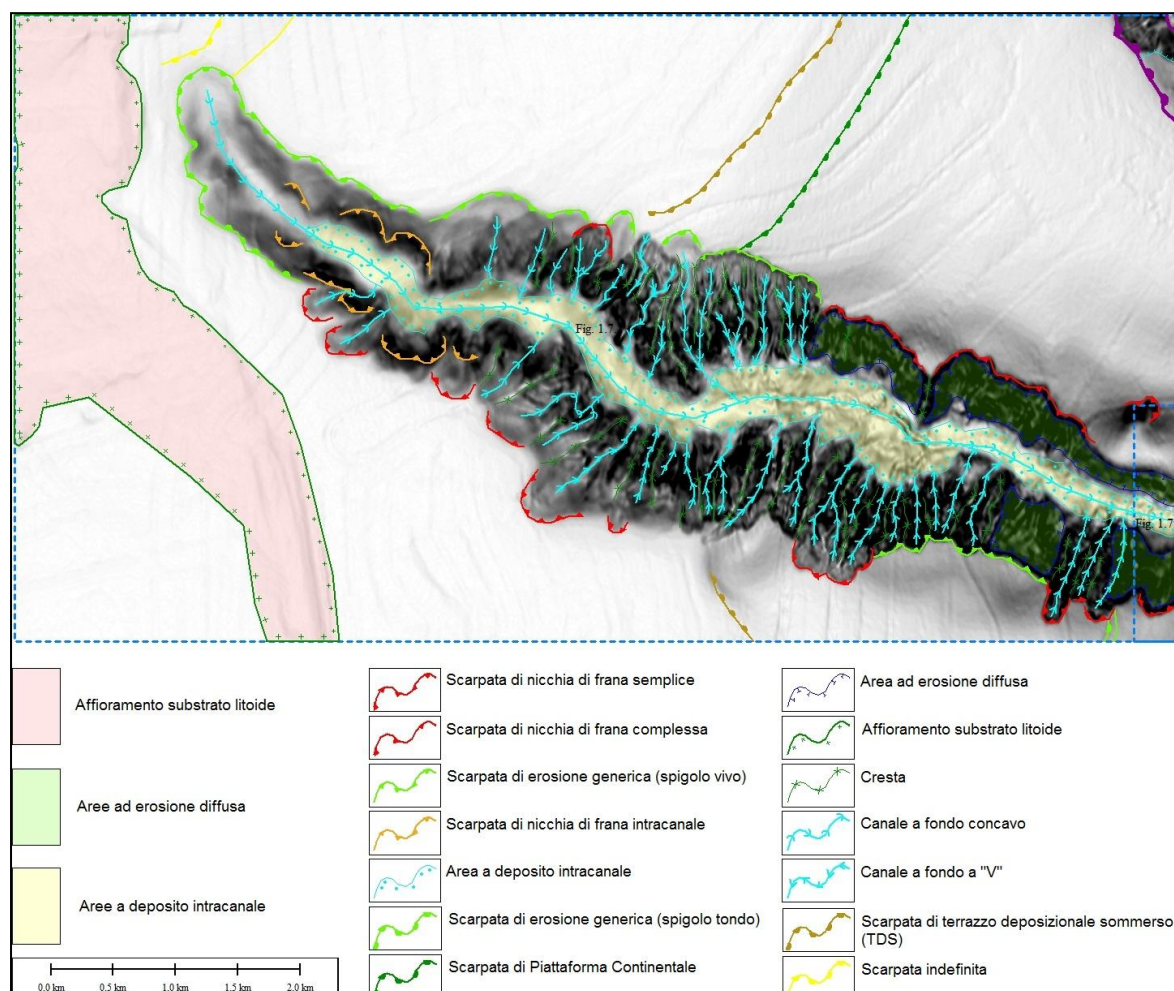 Fig. 1.7
Fig. 1.7
Affioramento substrato litoide
Aree ad erosione diffusa
Aree a deposito intracanale
0.0 km 0.5 km 1.0 km 1.5 km 2.0 km
Scarpata di nicchia di frana semplice
Scarpata di nicchia di frana complessa
Scarpata di erosione generica (spigolo vivo)
Scarpata di nicchia di frana intracanale
Area a deposito intracanale
Scarpata di erosione generica (spigolo tondo)
Scarpata di Piattaforma Continentale
Area ad erosione diffusa
Affioramento substrato litoide
Cresta
Canale a fondo concavo
Canale a fondo a "V"
Scarpata di terrazzo deposizionale sommerso
(TDS)
Scarpata indefinita